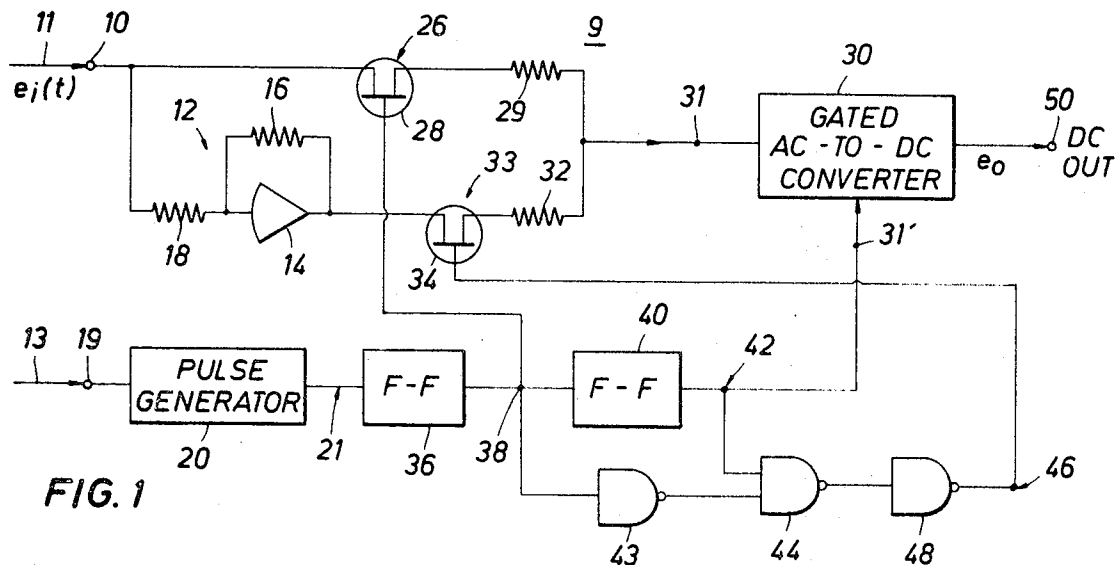 11
10
26
9
e_i(t)
16
12
28
29
30
GATED
AC-TO-DC
CONVERTER
31
50
DC
OUT
e_o
33
32
18
14
34
31'
13
19
PULSE
GENERATOR
20
21
F-F
36
38
40
F-F
42
46
43
44
48
FIG. 1